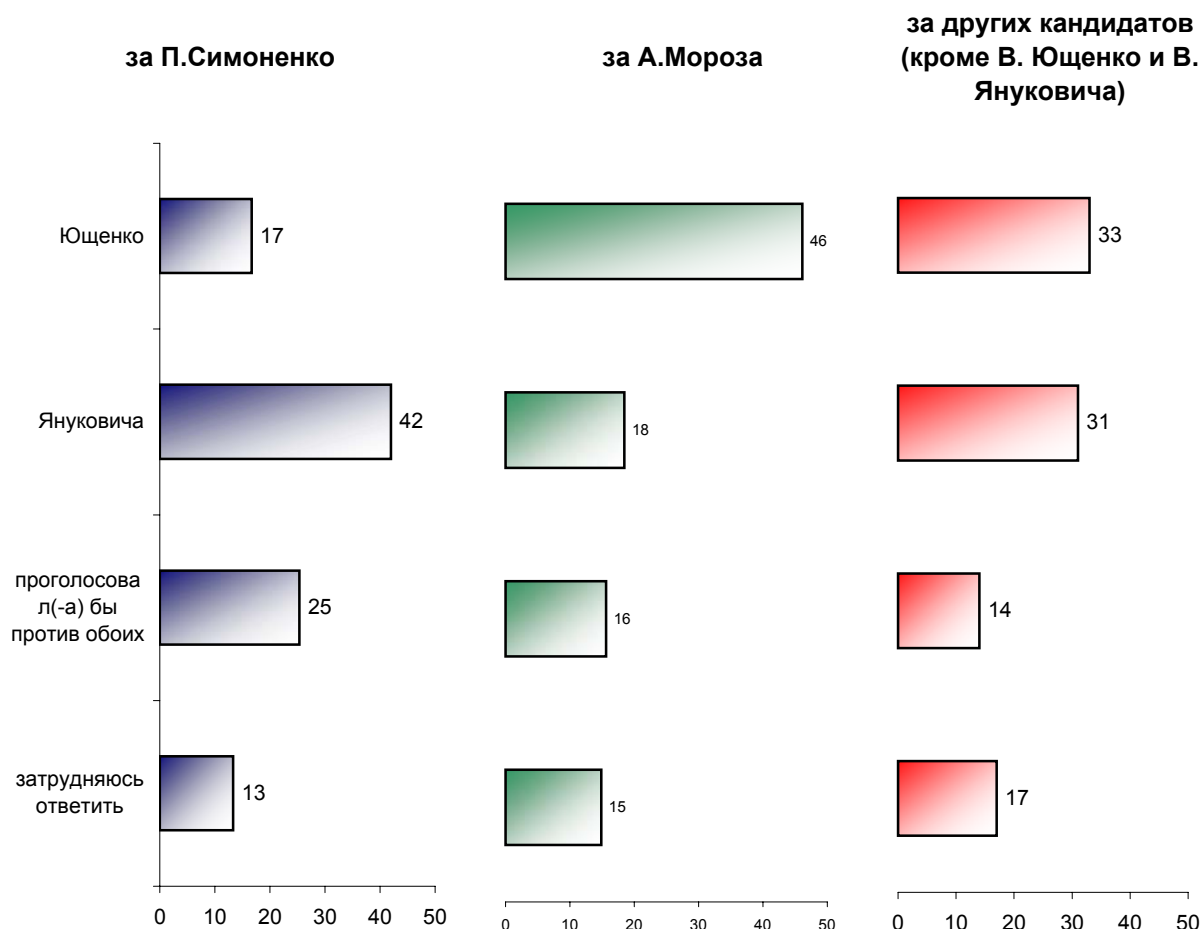 за П.Симоненко
за А.Мороза
за других кандидатов
(кроме В. Ющенко и В.
Януковича)
Ющенко
17
46
33
Януковича
42
18
31
проголосова
л(-а) бы
против обоих
25
16
14
затрудняюсь
ответить
13
15
17
0 10 20 30 40 50
0 10 20 30 40 50
0 10 20 30 40 50